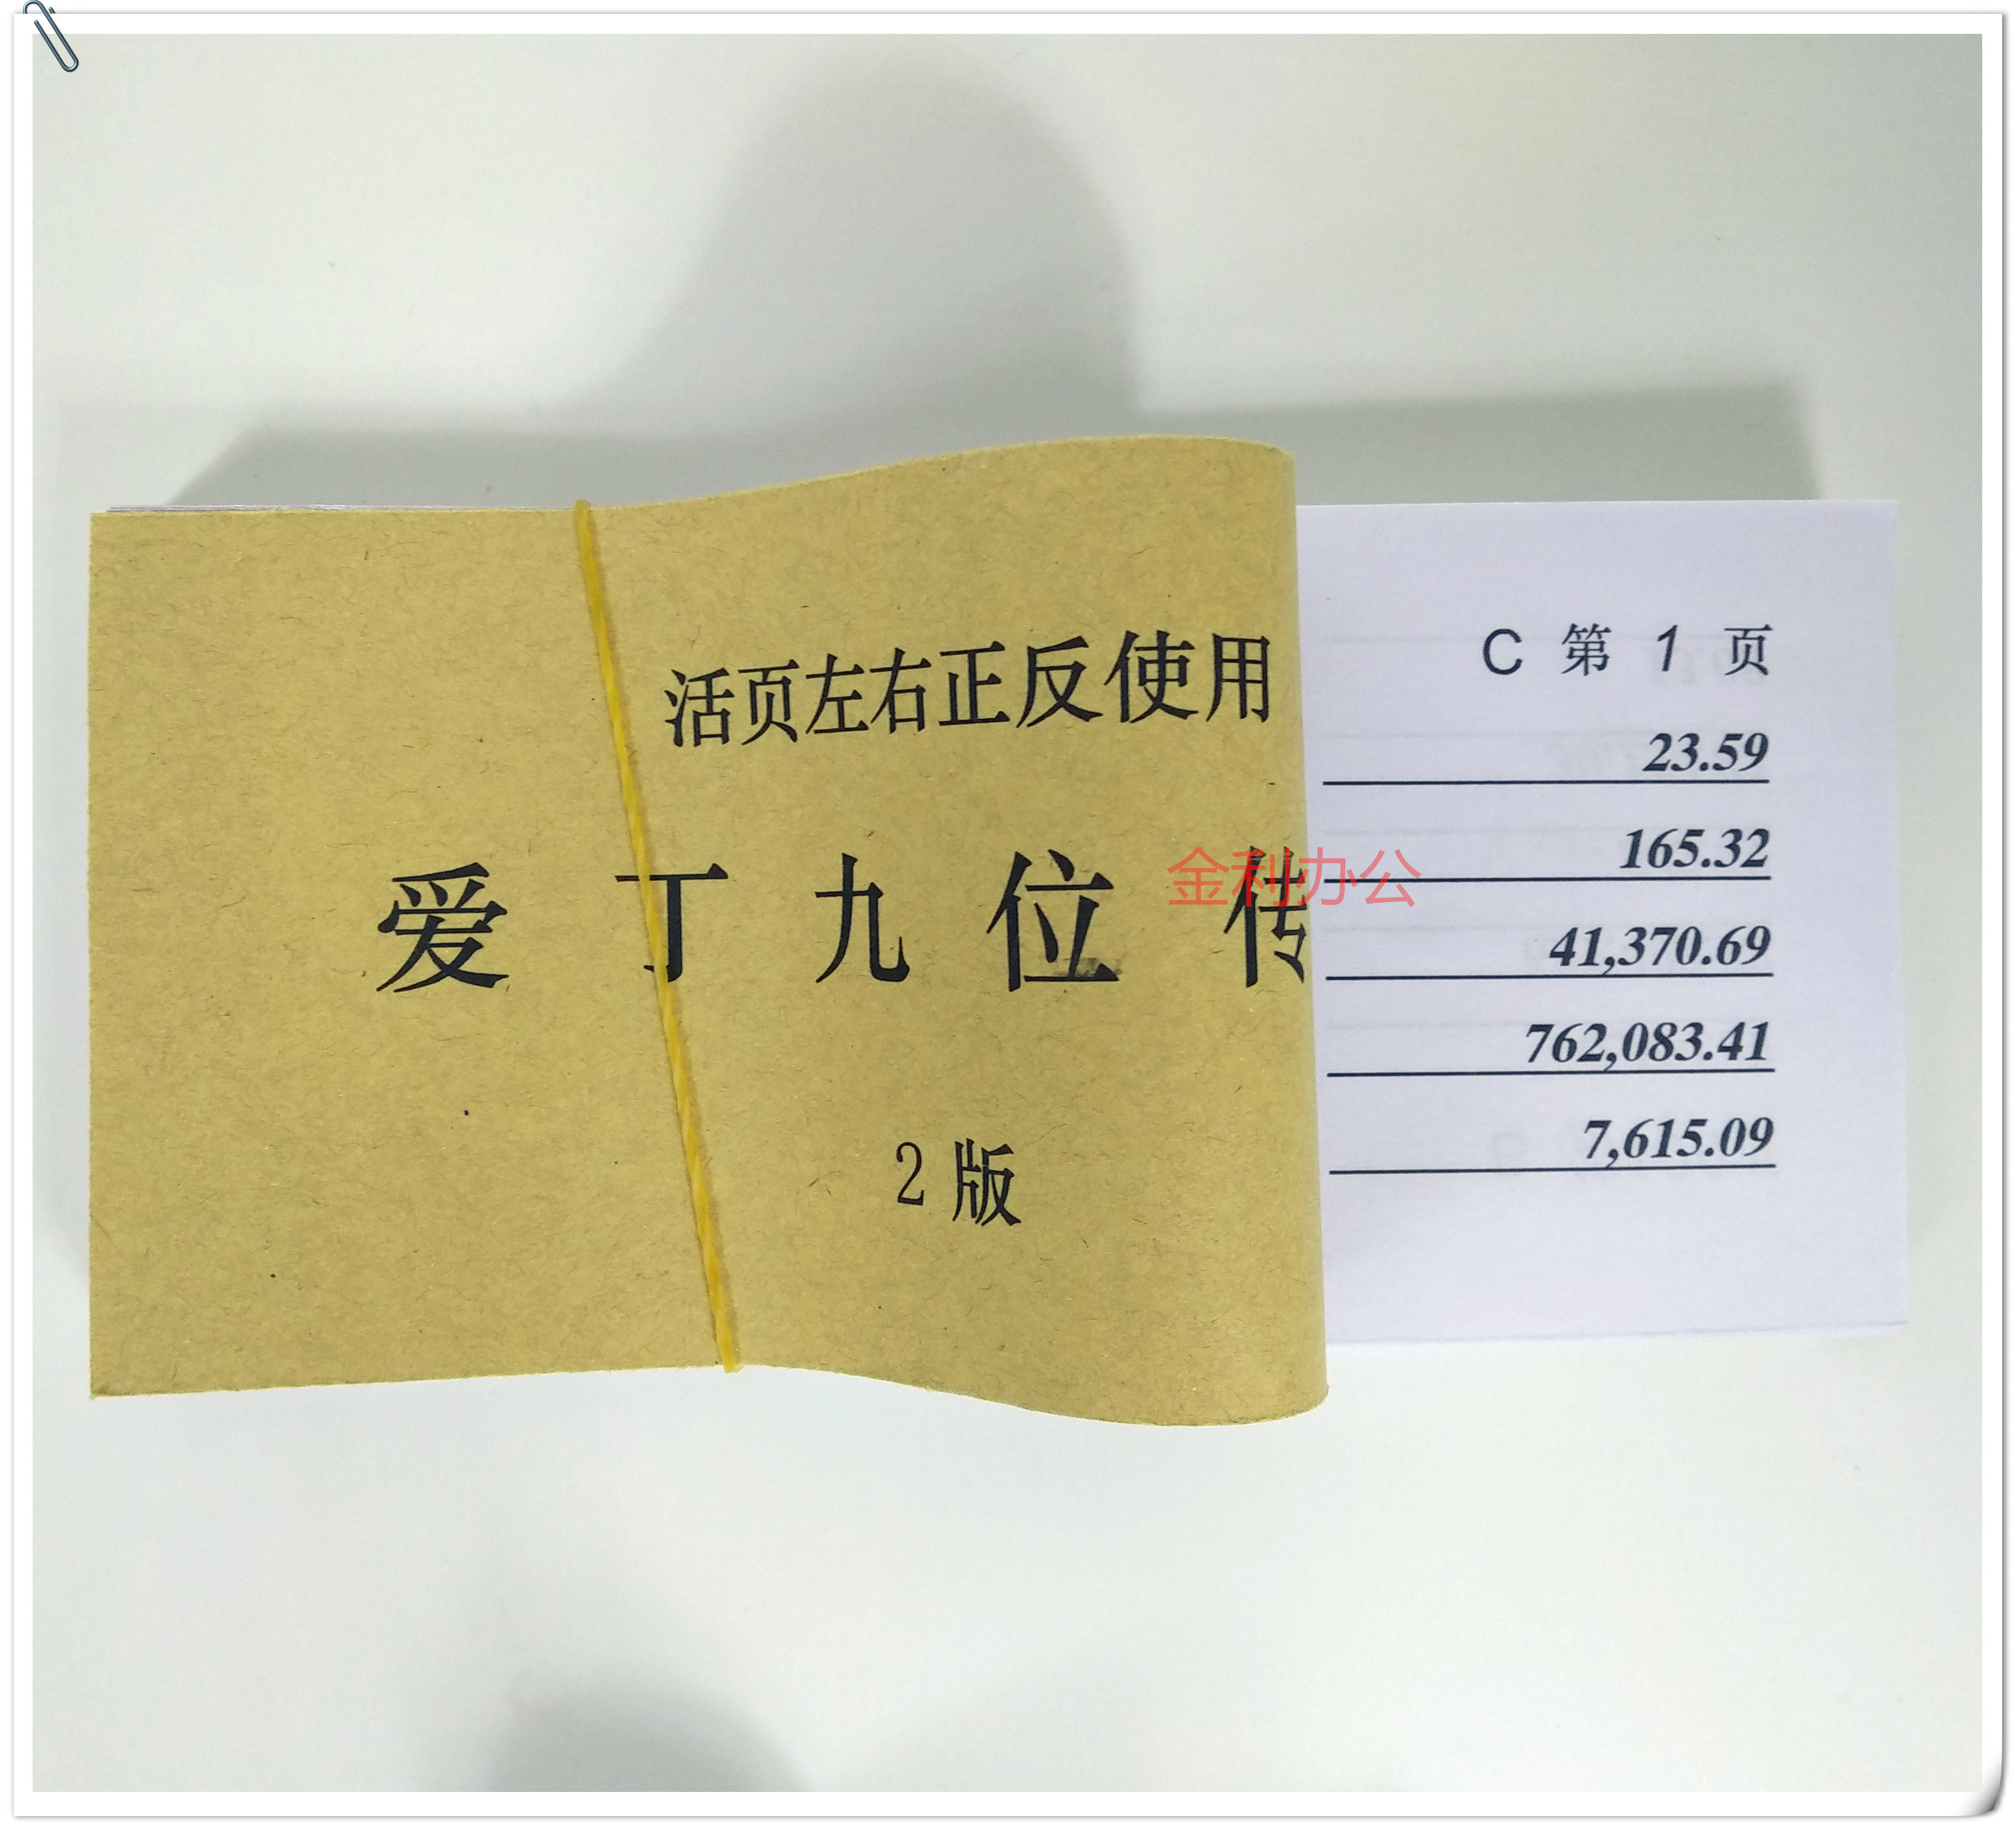 活页左右正反使用
爱丁九位传
2版
金利办公
C 第 1 页
23.59
165.32
41,370.69
762,083.41
7,615.09